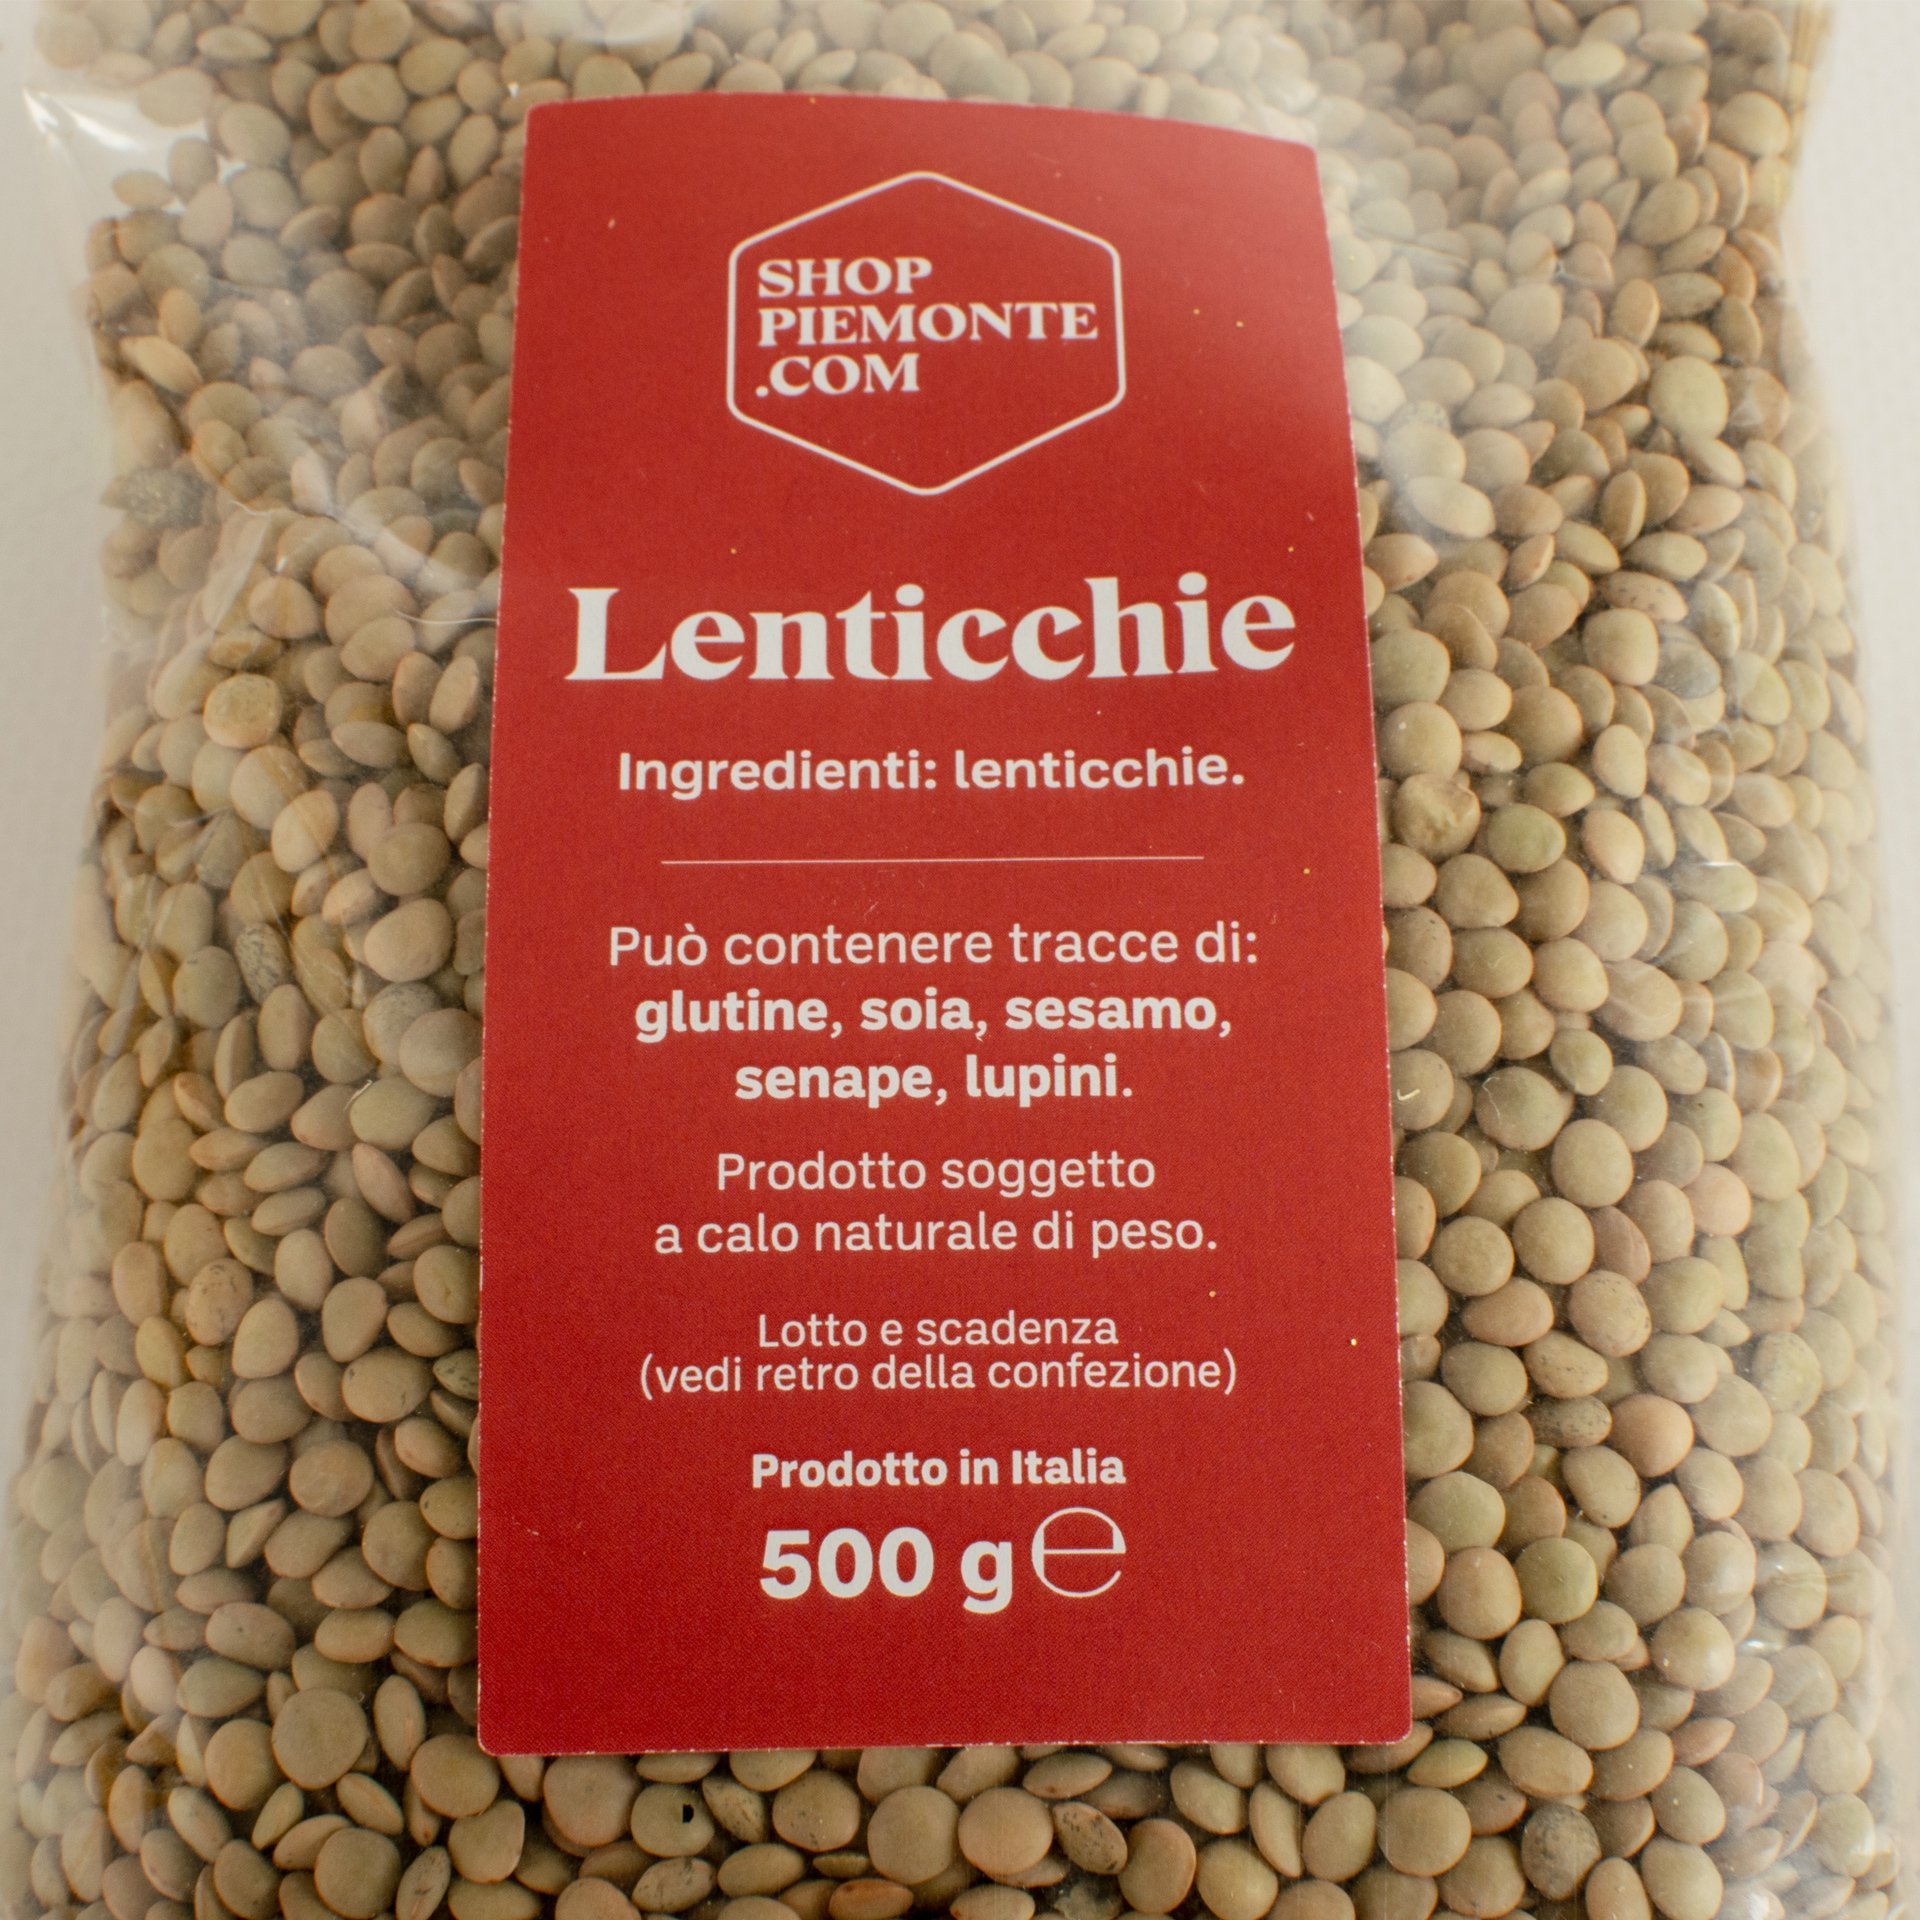 SHOP
PIEMONTE
.COM
Lenticchie
Ingredienti: lenticchie.
Può contenere tracce di:
glutine, soia, sesamo,
senape, lupini.
Prodotto soggetto
a calo naturale di peso.
Lotto e scadenza
(vedi retro della confezione)
Prodotto in Italia
500 g ℮